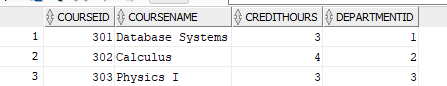 COURSEID COURSENAME CREDITHOURS DEPARTMENTID
1 301 Database Systems 3 1
2 302 Calculus 4 2
3 303 Physics I 3 3